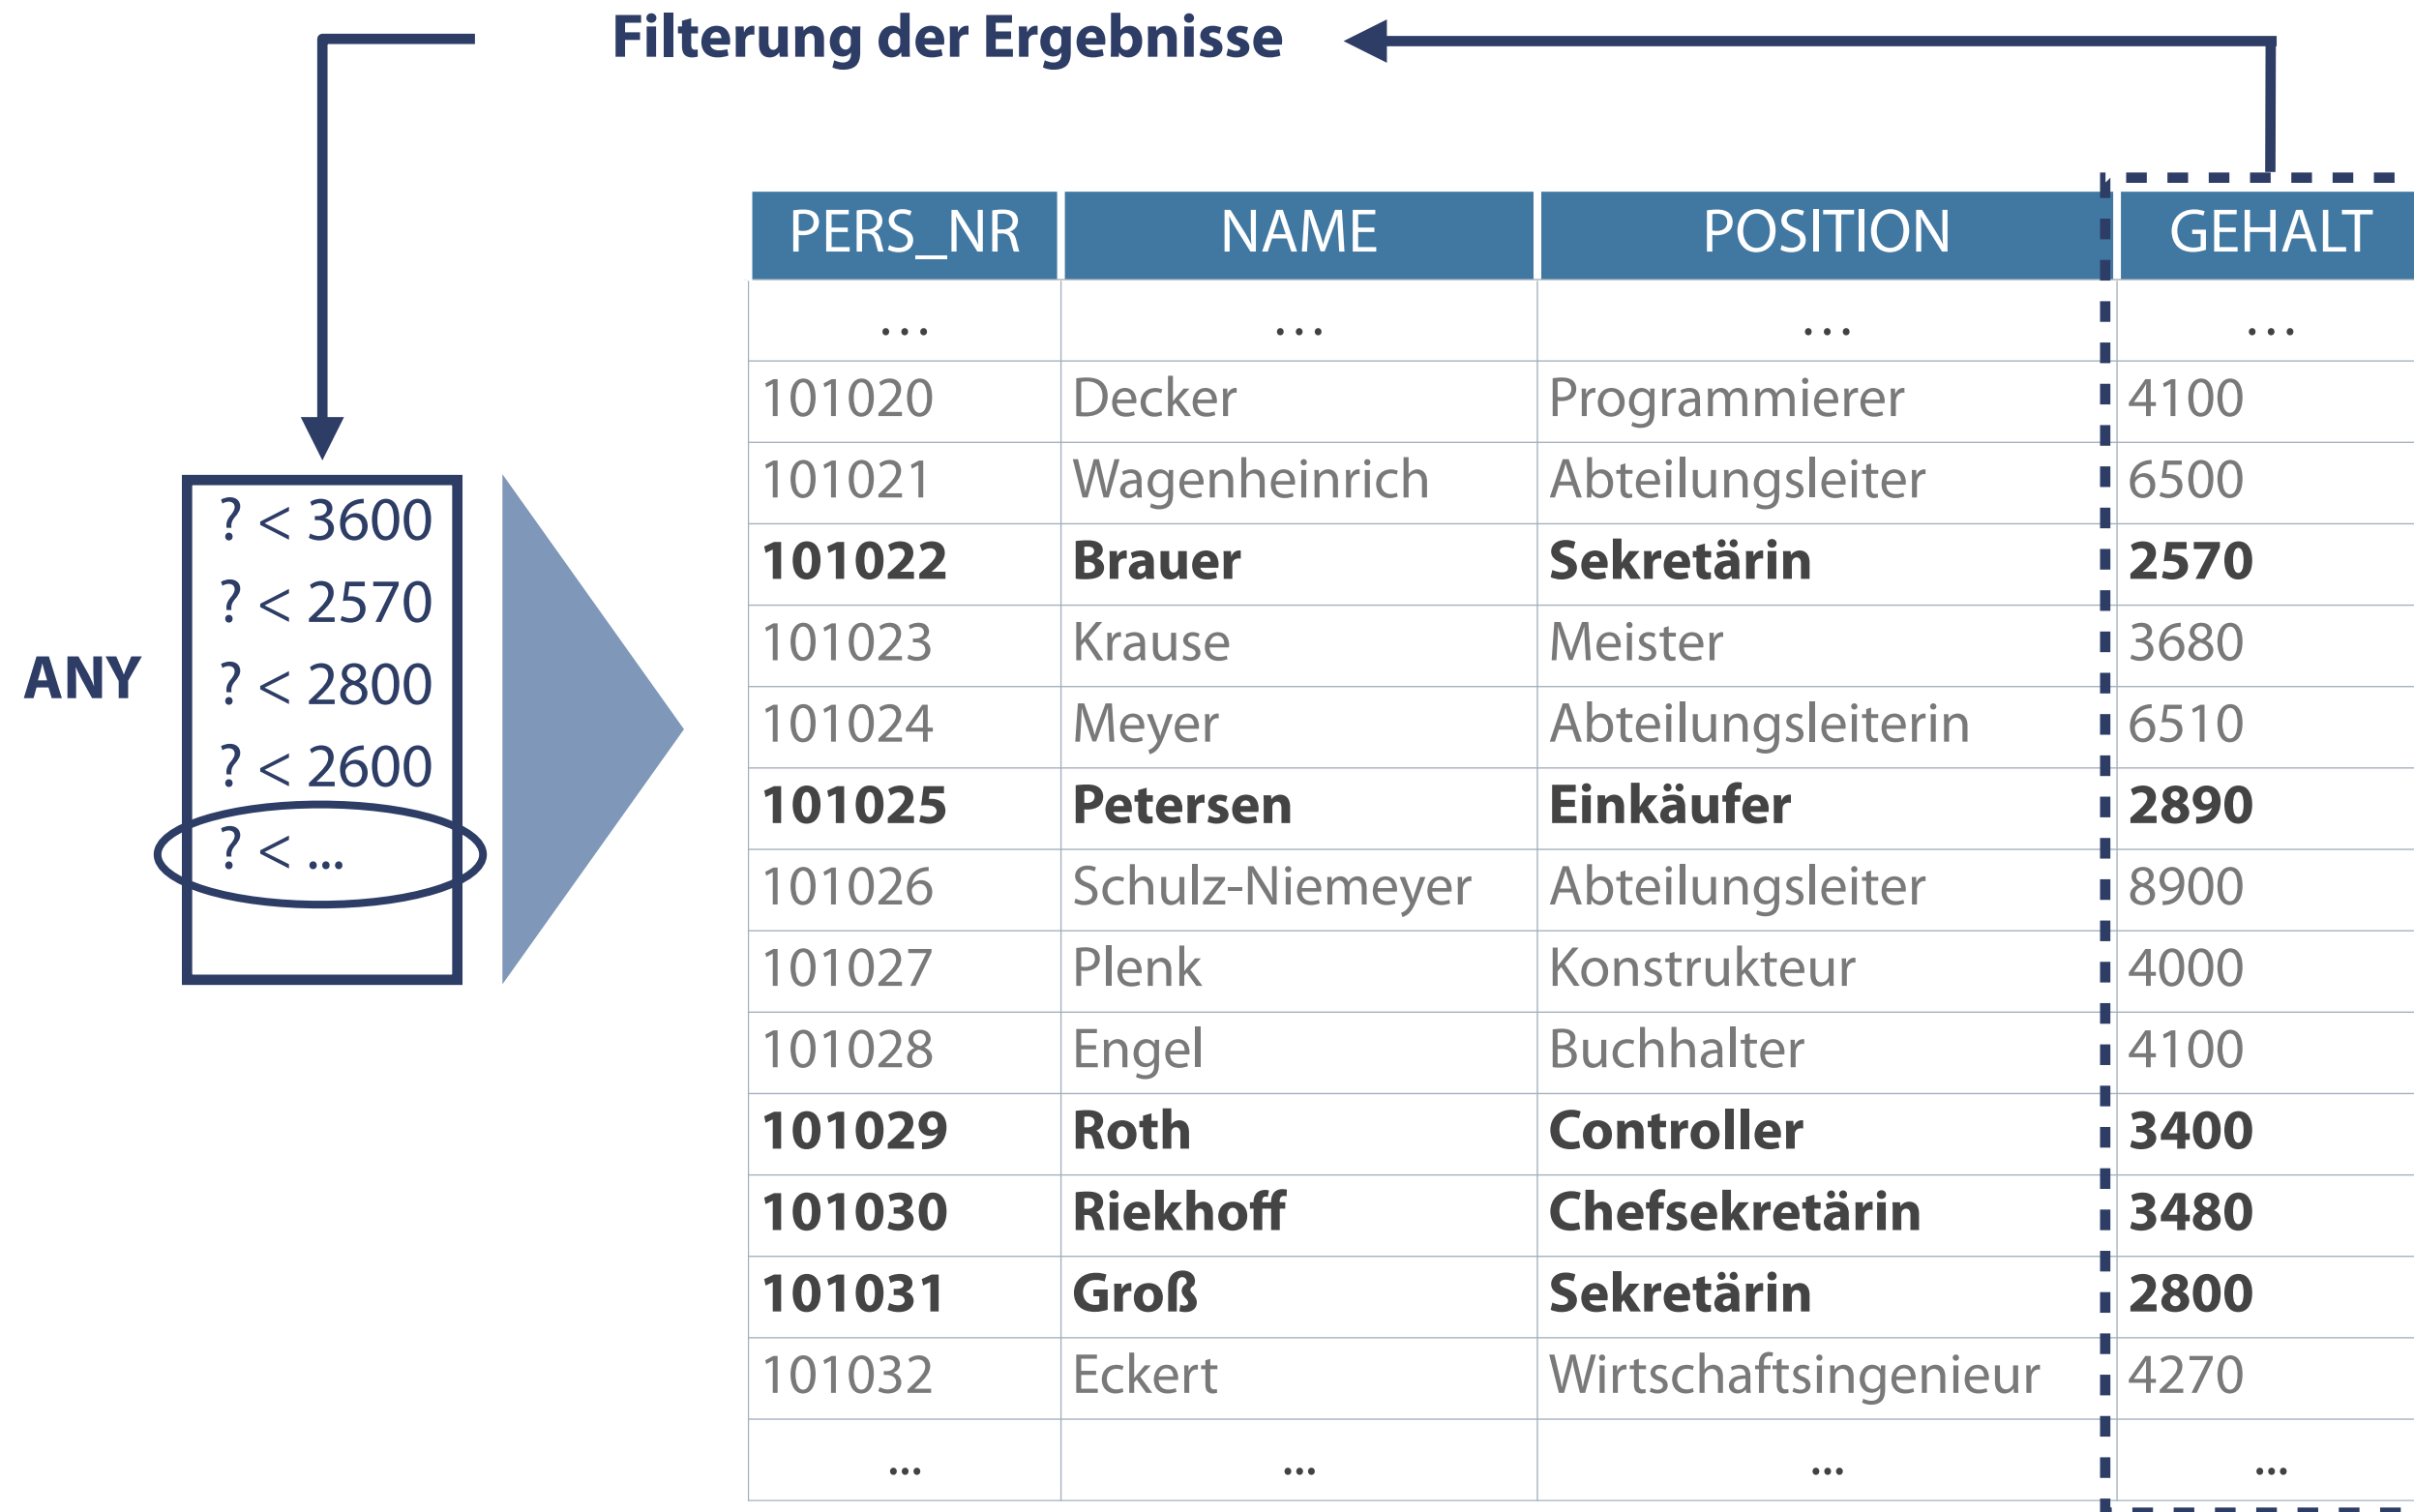 Filterung der Ergebnisse
PERS_NR NAME POSITION GEHALT
... ... ... ...
101020 Decker Programmierer 4100
101021 Wagenheinrich Abteilungsleiter 6500
101022 Brauer Sekretärin 2570
101023 Krause Meister 3680
101024 Meyer Abteilungsleiterin 6510
101025 Petersen Einkäufer 2890
101026 Schulz-Niemeyer Abteilungsleiter 8900
101027 Plenk Konstrukteur 4000
101028 Engel Buchhalter 4100
101029 Roth Controller 3400
101030 Riekhoff Chefsekretärin 3480
101031 Groß Sekretärin 2800
101032 Eckert Wirtschaftsingenieur 4270
... ... ... ...
ANY
? < 3600
? < 2570
? < 2800
? < 2600
? < ...